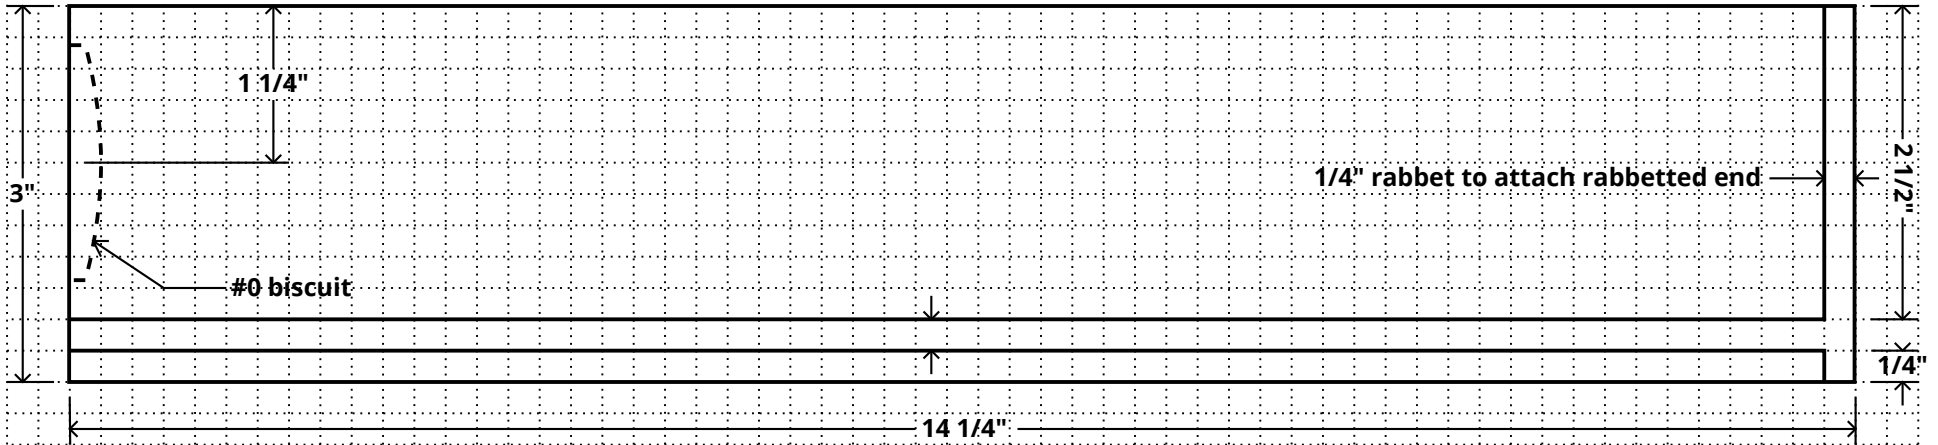 1 1/4"
3"
1/4" rabbet to attach rabbetted end
2 1/2"
#0 biscuit
1/4"
14 1/4"